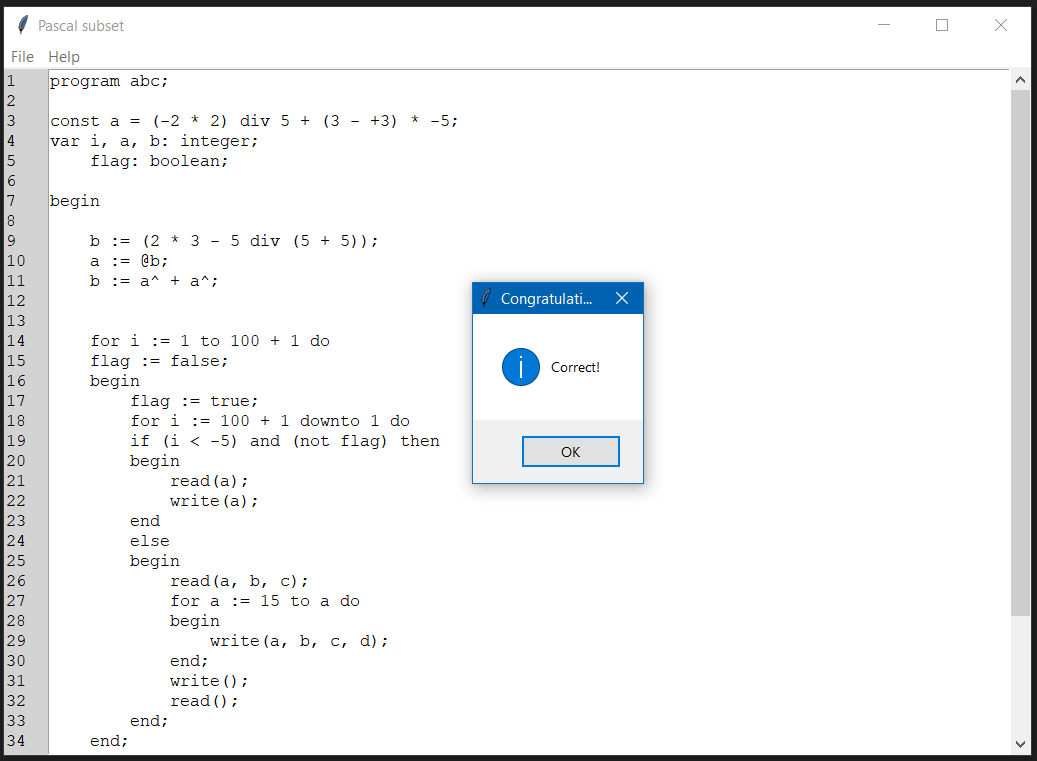 Pascal subset
File Help
1 program abc;
2
3 const a = (-2 * 2) div 5 + (3 - +3) * -5;
4 var i, a, b: integer;
5     flag: boolean;
6
7 begin
8
9     b := (2 * 3 - 5 div (5 + 5));
10     a := @b;
11     b := a^ + a^;
12
13
14     for i := 1 to 100 + 1 do
15     flag := false;
16     begin
17         flag := true;
18         for i := 100 + 1 downto 1 do
19         if (i < -5) and (not flag) then
20         begin
21             read(a);
22             write(a);
23         end
24         else
25         begin
26             read(a, b, c);
27             for a := 15 to a do
28             begin
29                 write(a, b, c, d);
30             end;
31             write();
32             read();
33         end;
34     end;
Congratulati...
Correct!
OK